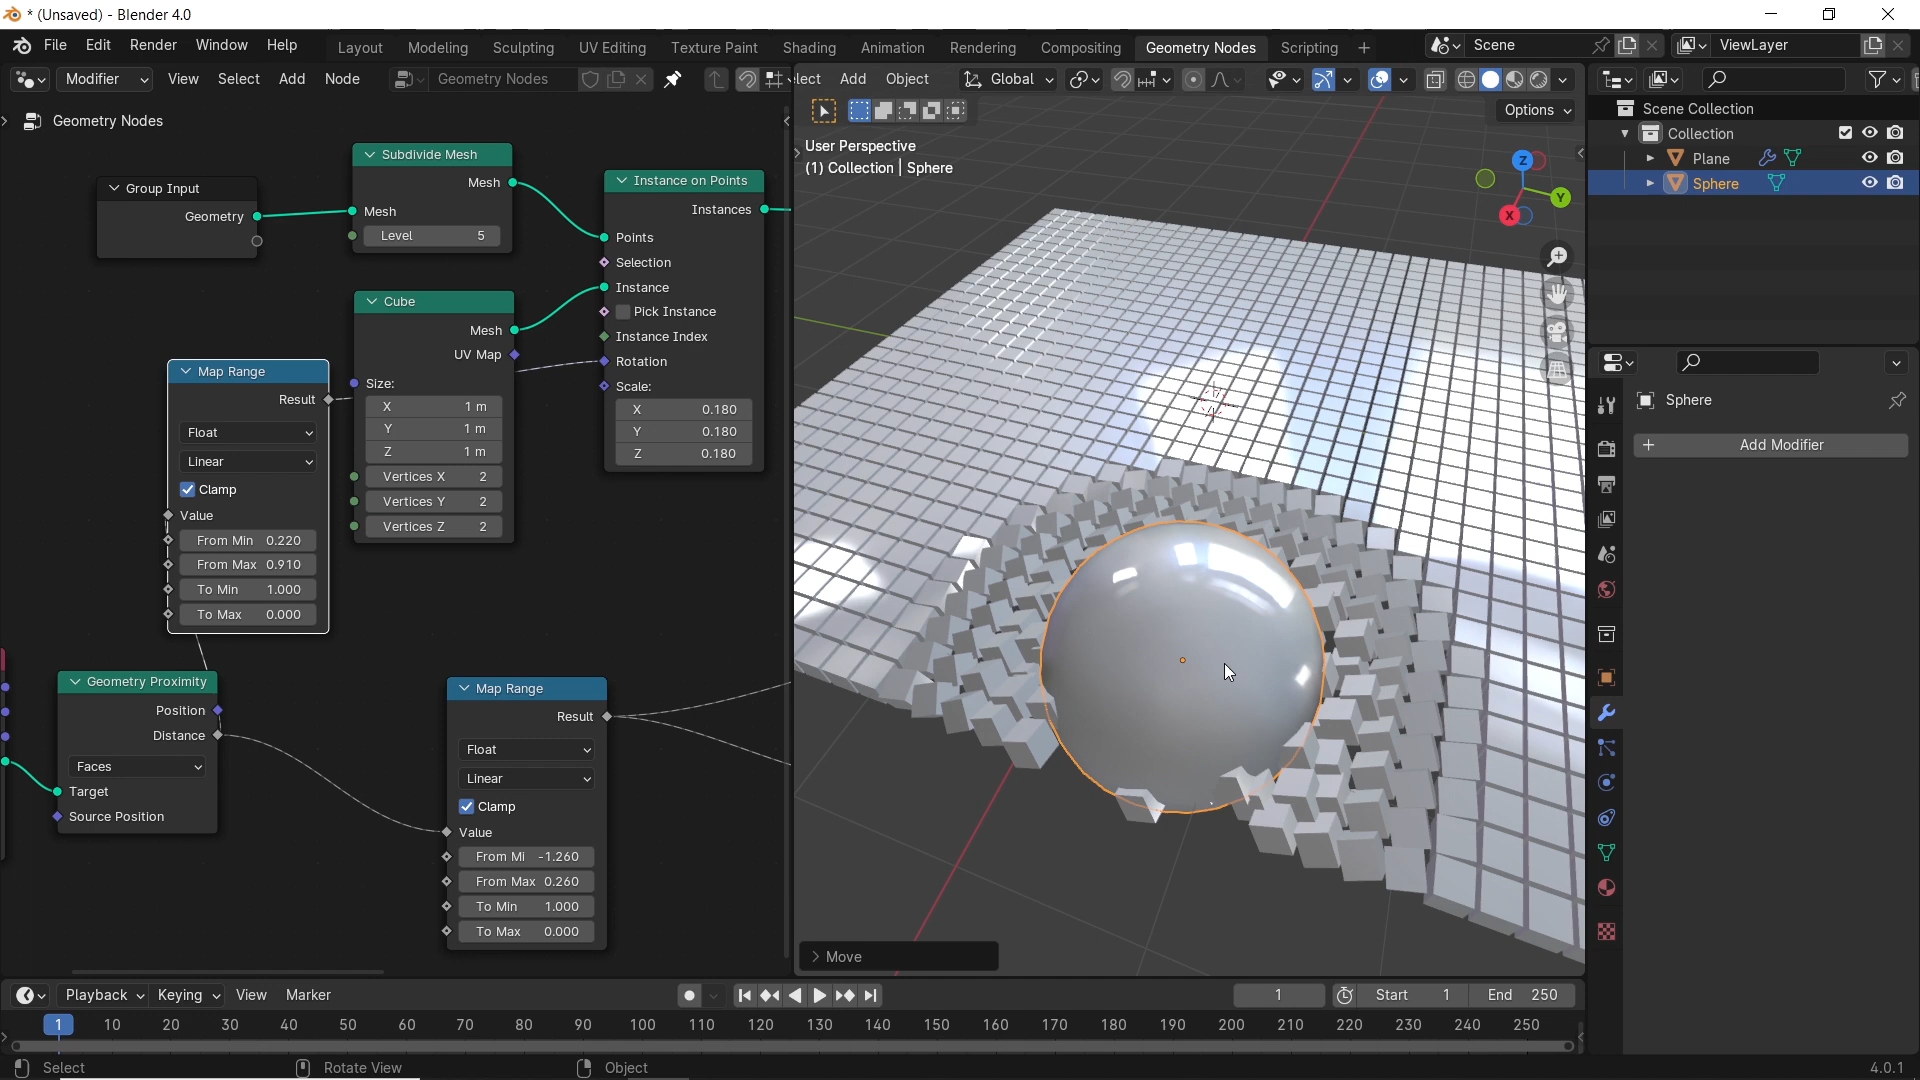 * (Unsaved) - Blender 4.0
File Edit Render Window Help
Layout Modeling Sculpting UV Editing Texture Paint Shading Animation Rendering Compositing Geometry Nodes Scripting +
Scene
ViewLayer
Modifier View Select Add Node Geometry Nodes
lect Add Object Global
Options
Geometry Nodes
User Perspective
(1) Collection | Sphere
Z
Y
X
Scene Collection
Collection
Plane
Sphere
Group Input
Geometry
Subdivide Mesh
Mesh
Mesh
Level 5
Instance on Points
Instances
Points
Selection
Instance
Pick Instance
Instance Index
Rotation
Scale:
X 0.180
Y 0.180
Z 0.180
Cube
Mesh
UV Map
Size:
X 1 m
Y 1 m
Z 1 m
Vertices X 2
Vertices Y 2
Vertices Z 2
Map Range
Result
Float
Linear
Clamp
Value
From Min 0.220
From Max 0.910
To Min 1.000
To Max 0.000
Geometry Proximity
Position
Distance
Faces
Target
Source Position
Map Range
Result
Float
Linear
Clamp
Value
From Mi -1.260
From Max 0.260
To Min 1.000
To Max 0.000
Move
Sphere
+ Add Modifier
Playback Keying View Marker
1 Start 1 End 250
1 10 20 30 40 50 60 70 80 90 100 110 120 130 140 150 160 170 180 190 200 210 220 230 240 250
Select Rotate View Object 4.0.1